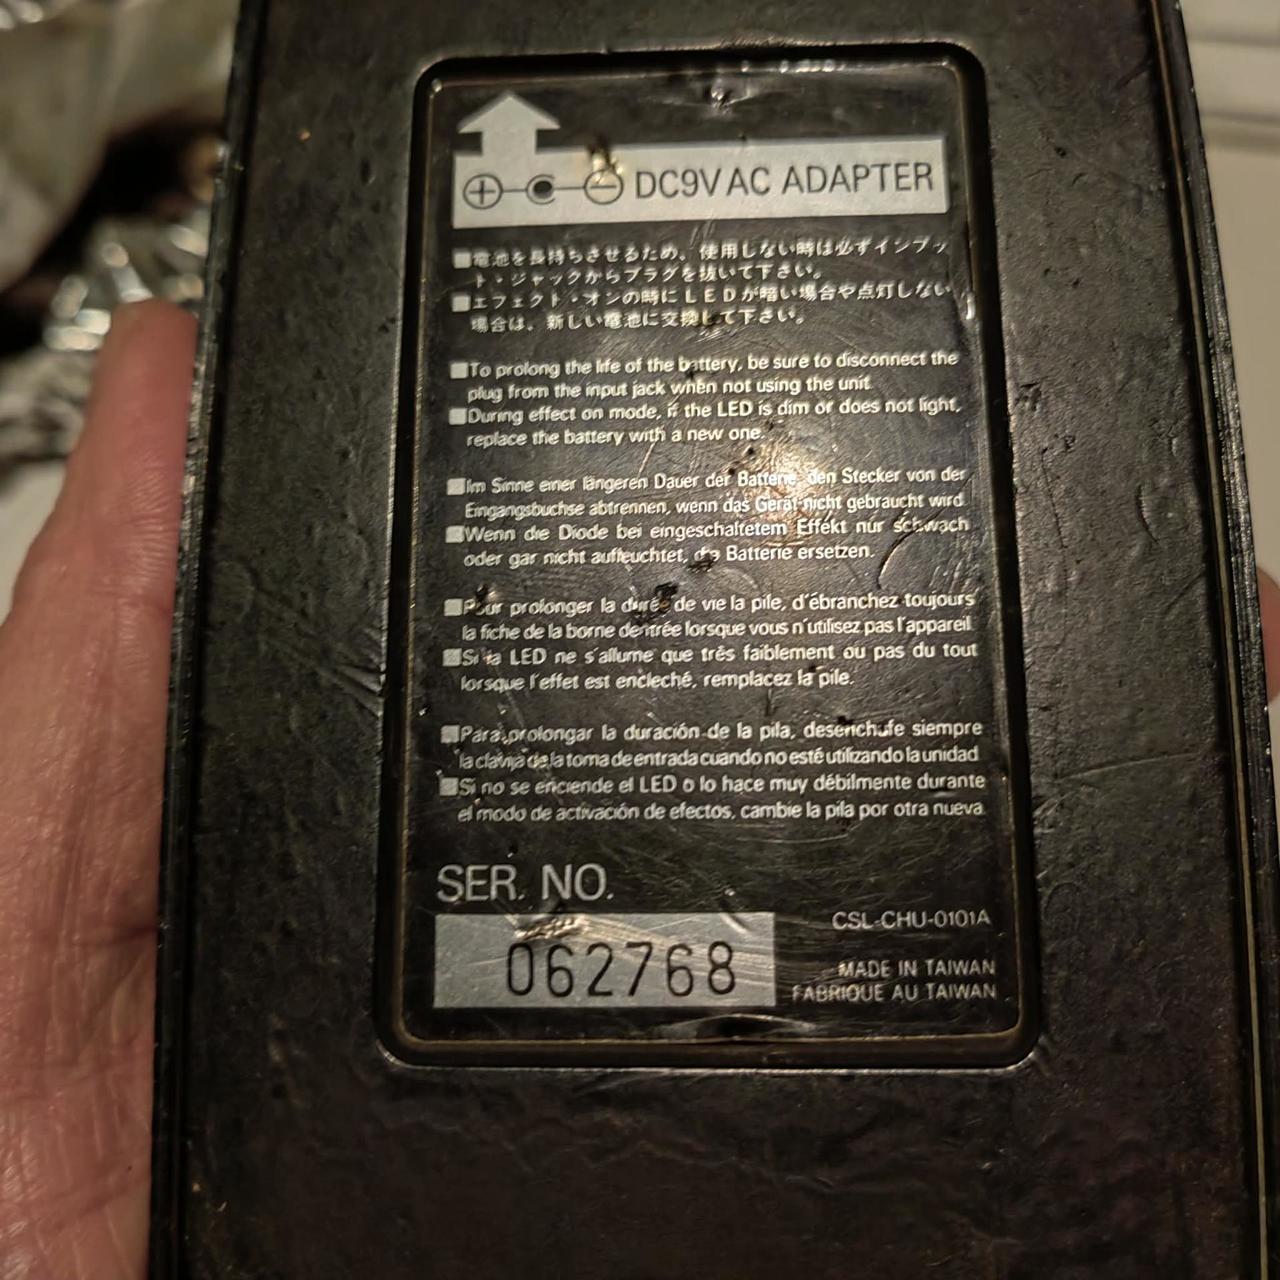 DC9V AC ADAPTER
■電池を長持ちさせるため、使用しない時は必ずインプッ
ト・ジャックからプラグを抜いて下さい。
■エフェクト・オンの時にLEDが暗い場合や点灯しない
場合は、新しい電池に交換して下さい。
■To prolong the life of the battery, be sure to disconnect the
plug from the input jack when not using the unit.
■During effect on mode, if the LED is dim or does not light,
replace the battery with a new one.
■Im Sinne einer längeren Dauer der Batterie, den Stecker von der
Eingangsbuchse abtrennen, wenn das Gerät nicht gebraucht wird.
■Wenn die Diode bei eingeschaltetem Effekt nur schwach
oder gar nicht aufleuchtet, die Batterie ersetzen.
■Pour prolonger la durée de vie la pile, d'ébranchez toujours
la fiche de la borne dentrée lorsque vous n'utilisez pas l'appareil.
■Si la LED ne s'allume que très faiblement ou pas du tout
lorsque l'effet est encleché, remplacez la pile.
■Para prolongar la duración de la pila, desenchufe siempre
la clavija de la toma de entrada cuando no esté utilizando la unidad.
■Si no se enciende el LED o lo hace muy débilmente durante
el modo de activación de efectos, cambie la pila por otra nueva.
SER. NO.
062768
CSL-CHU-0101A
MADE IN TAIWAN
FABRIQUE AU TAIWAN